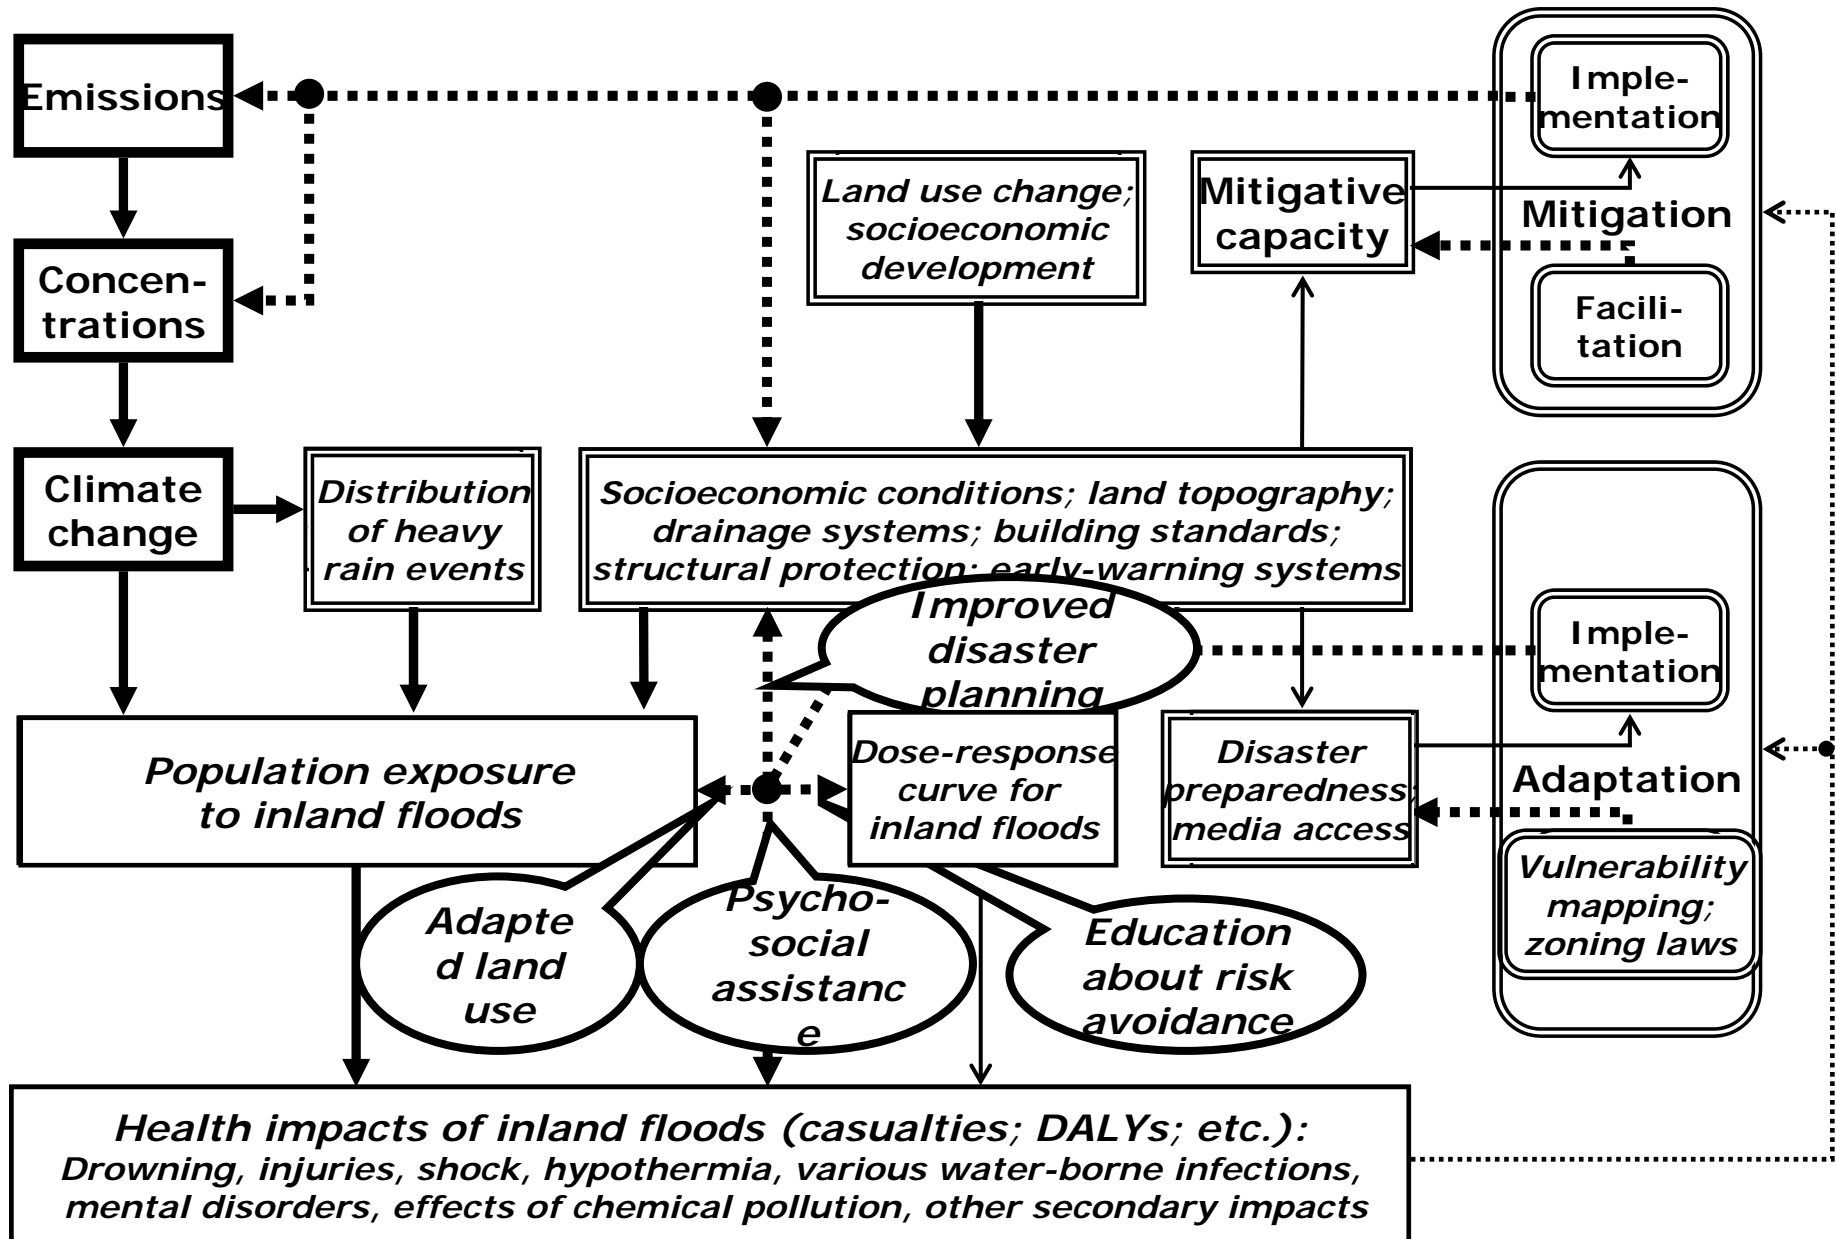 Emissions
Concen-
trations
Climate
change
Distribution
of heavy
rain events
Land use change;
socioeconomic
development
Mitigative
capacity
Imple-
mentation
Mitigation
Facili-
tation
Socioeconomic conditions; land topography;
drainage systems; building standards;
structural protection; early-warning systems
Improved
disaster
planning
Imple-
mentation
Adaptation
Vulnerability
mapping;
zoning laws
Population exposure
to inland floods
Dose-response
curve for
inland floods
Disaster
preparedness;
media access
Adapte
d land
use
Psycho-
social
assistanc
e
Education
about risk
avoidance
Health impacts of inland floods (casualties; DALYs; etc.):
Drowning, injuries, shock, hypothermia, various water-borne infections,
mental disorders, effects of chemical pollution, other secondary impacts